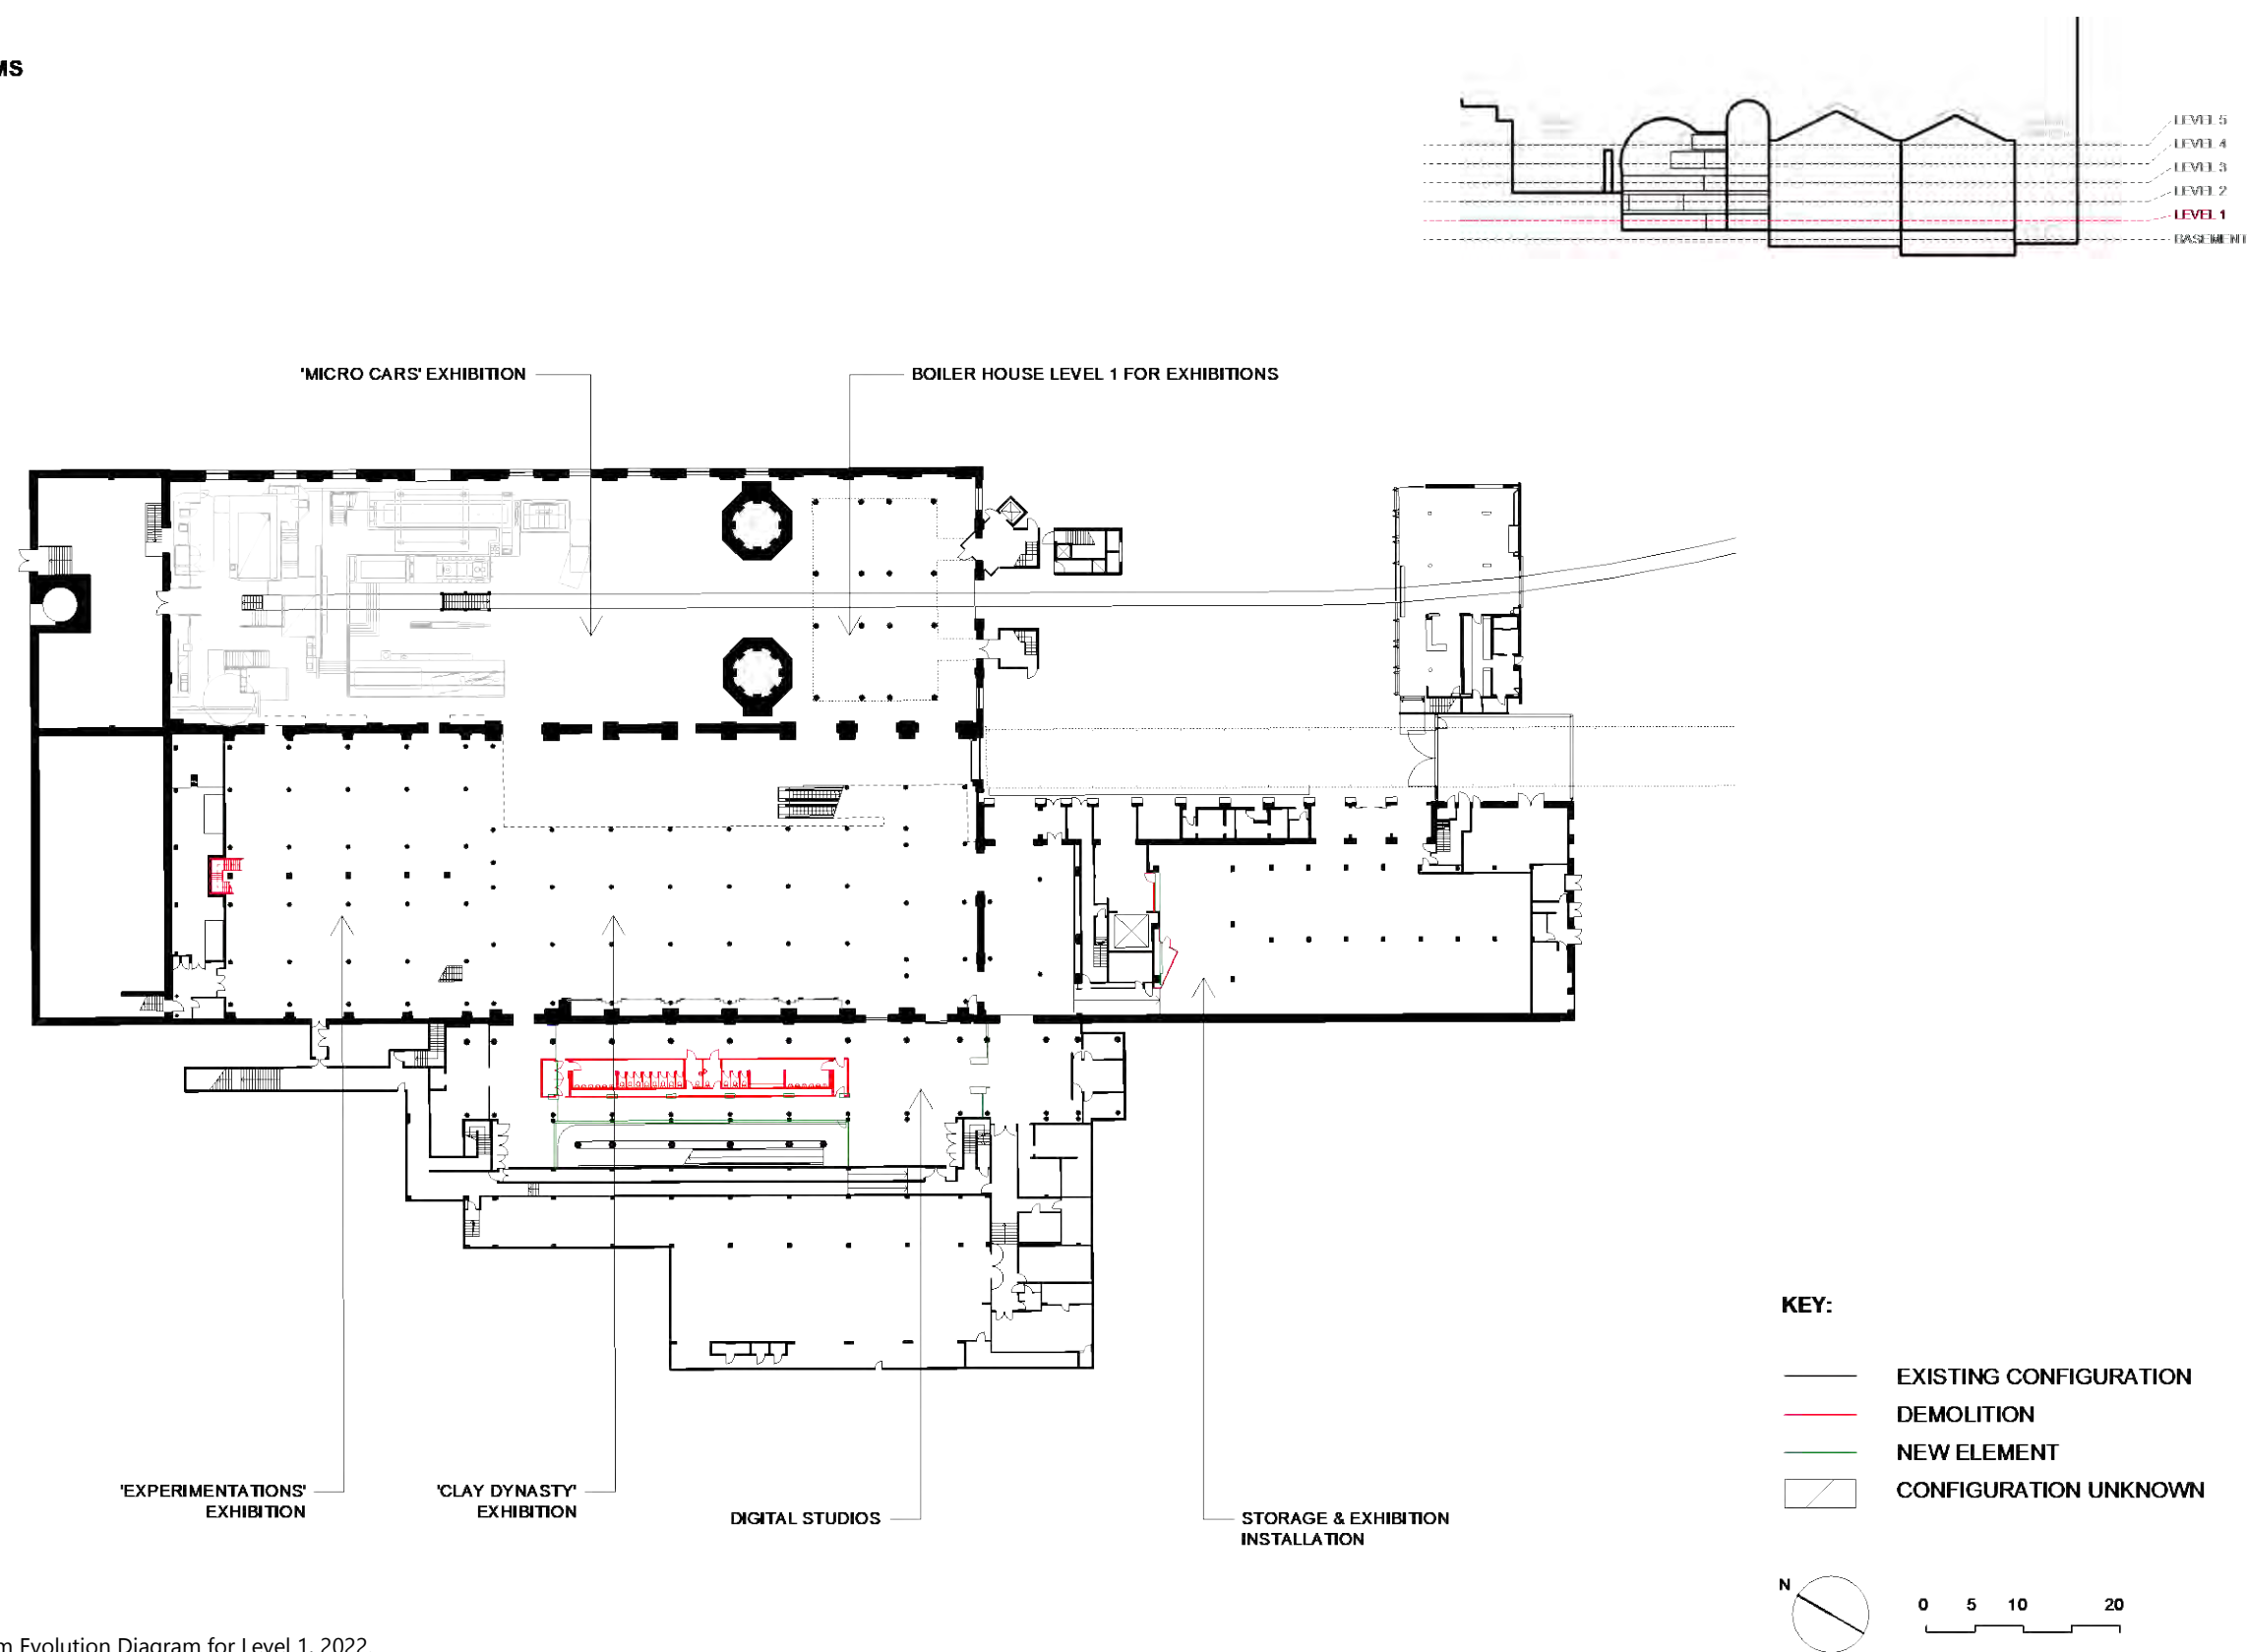 MS
LEVEL 5
LEVEL 4
LEVEL 3
LEVEL 2
LEVEL 1
BASEMENT
'MICRO CARS' EXHIBITION
BOILER HOUSE LEVEL 1 FOR EXHIBITIONS
KEY:
EXISTING CONFIGURATION
DEMOLITION
NEW ELEMENT
CONFIGURATION UNKNOWN
'EXPERIMENTATIONS'
EXHIBITION
'CLAY DYNASTY'
EXHIBITION
DIGITAL STUDIOS
STORAGE & EXHIBITION
INSTALLATION
N
0 5 10 20
m Evolution Diagram for Level 1, 2022